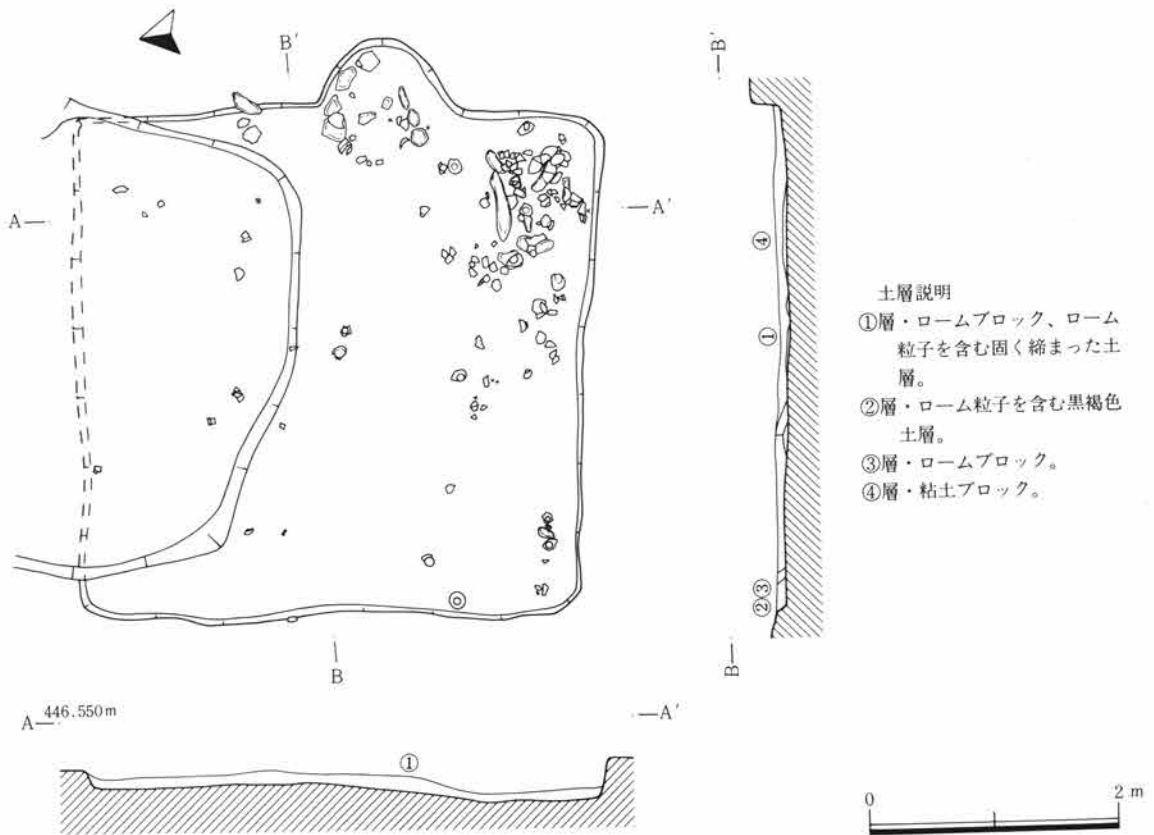 B'
B'
A
A'
④
土層説明
①層・ロームブロック、ローム
粒子を含む固く締まった土
層。
②層・ローム粒子を含む黒褐色
土層。
③層・ロームブロック。
④層・粘土ブロック。
①
②③
B
B
A 446.550m
A'
①
0
2 m